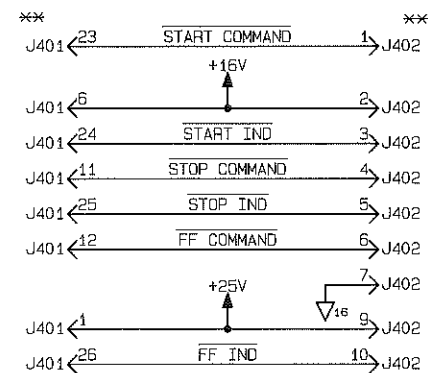 ** **
J401 23 START COMMAND 1 J402
+16V
J401 6 2 J402
J401 24 START IND 3 J402
J401 11 STOP COMMAND 4 J402
J401 25 STOP IND 5 J402
J401 12 FF COMMAND 6 J402
7 J402
+25V
16
J401 1 9 J402
J401 26 FF IND 10 J402